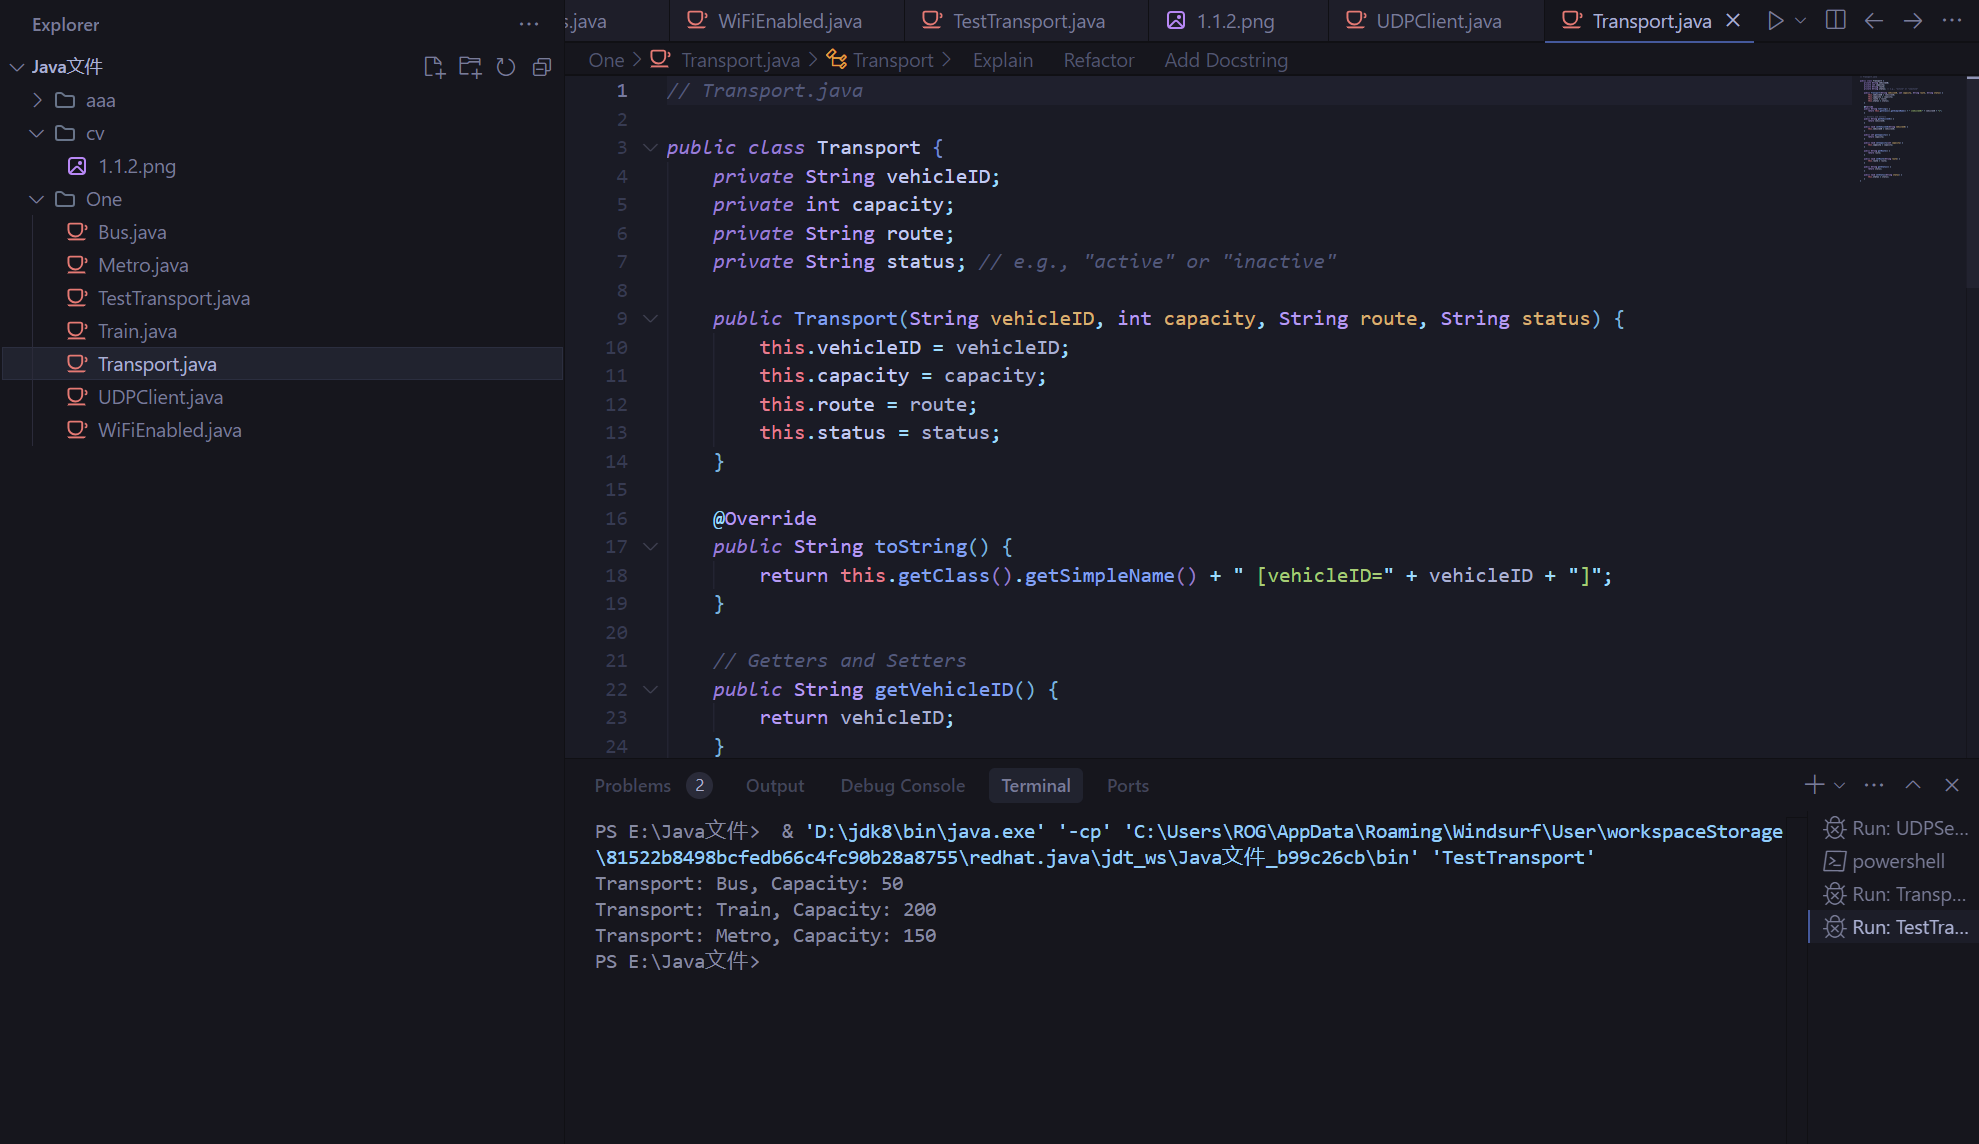 Explorer
Java文件
aaa
cv
1.1.2.png
One
Bus.java
Metro.java
TestTransport.java
Train.java
Transport.java
UDPClient.java
WiFiEnabled.java
s.java
WiFiEnabled.java
TestTransport.java
1.1.2.png
UDPClient.java
Transport.java
One > Transport.java > Transport > Explain Refactor Add Docstring
1 // Transport.java
2
3 public class Transport {
4 private String vehicleID;
5 private int capacity;
6 private String route;
7 private String status; // e.g., "active" or "inactive"
8
9 public Transport(String vehicleID, int capacity, String route, String status) {
10 this.vehicleID = vehicleID;
11 this.capacity = capacity;
12 this.route = route;
13 this.status = status;
14 }
15
16 @Override
17 public String toString() {
18 return this.getClass().getSimpleName() + " [vehicleID=" + vehicleID + "]";
19 }
20
21 // Getters and Setters
22 public String getVehicleID() {
23 return vehicleID;
24 }
Problems 2 Output Debug Console Terminal Ports
PS E:\Java文件> & 'D:\jdk8\bin\java.exe' '-cp' 'C:\Users\ROG\AppData\Roaming\Windsurf\User\workspaceStorage
\81522b8498bcfedb66c4fc90b28a8755\redhat.java\jdt_ws\Java文件_b99c26cb\bin' 'TestTransport'
Transport: Bus, Capacity: 50
Transport: Train, Capacity: 200
Transport: Metro, Capacity: 150
PS E:\Java文件>
Run: UDPSe...
powershell
Run: Transp...
Run: TestTra...